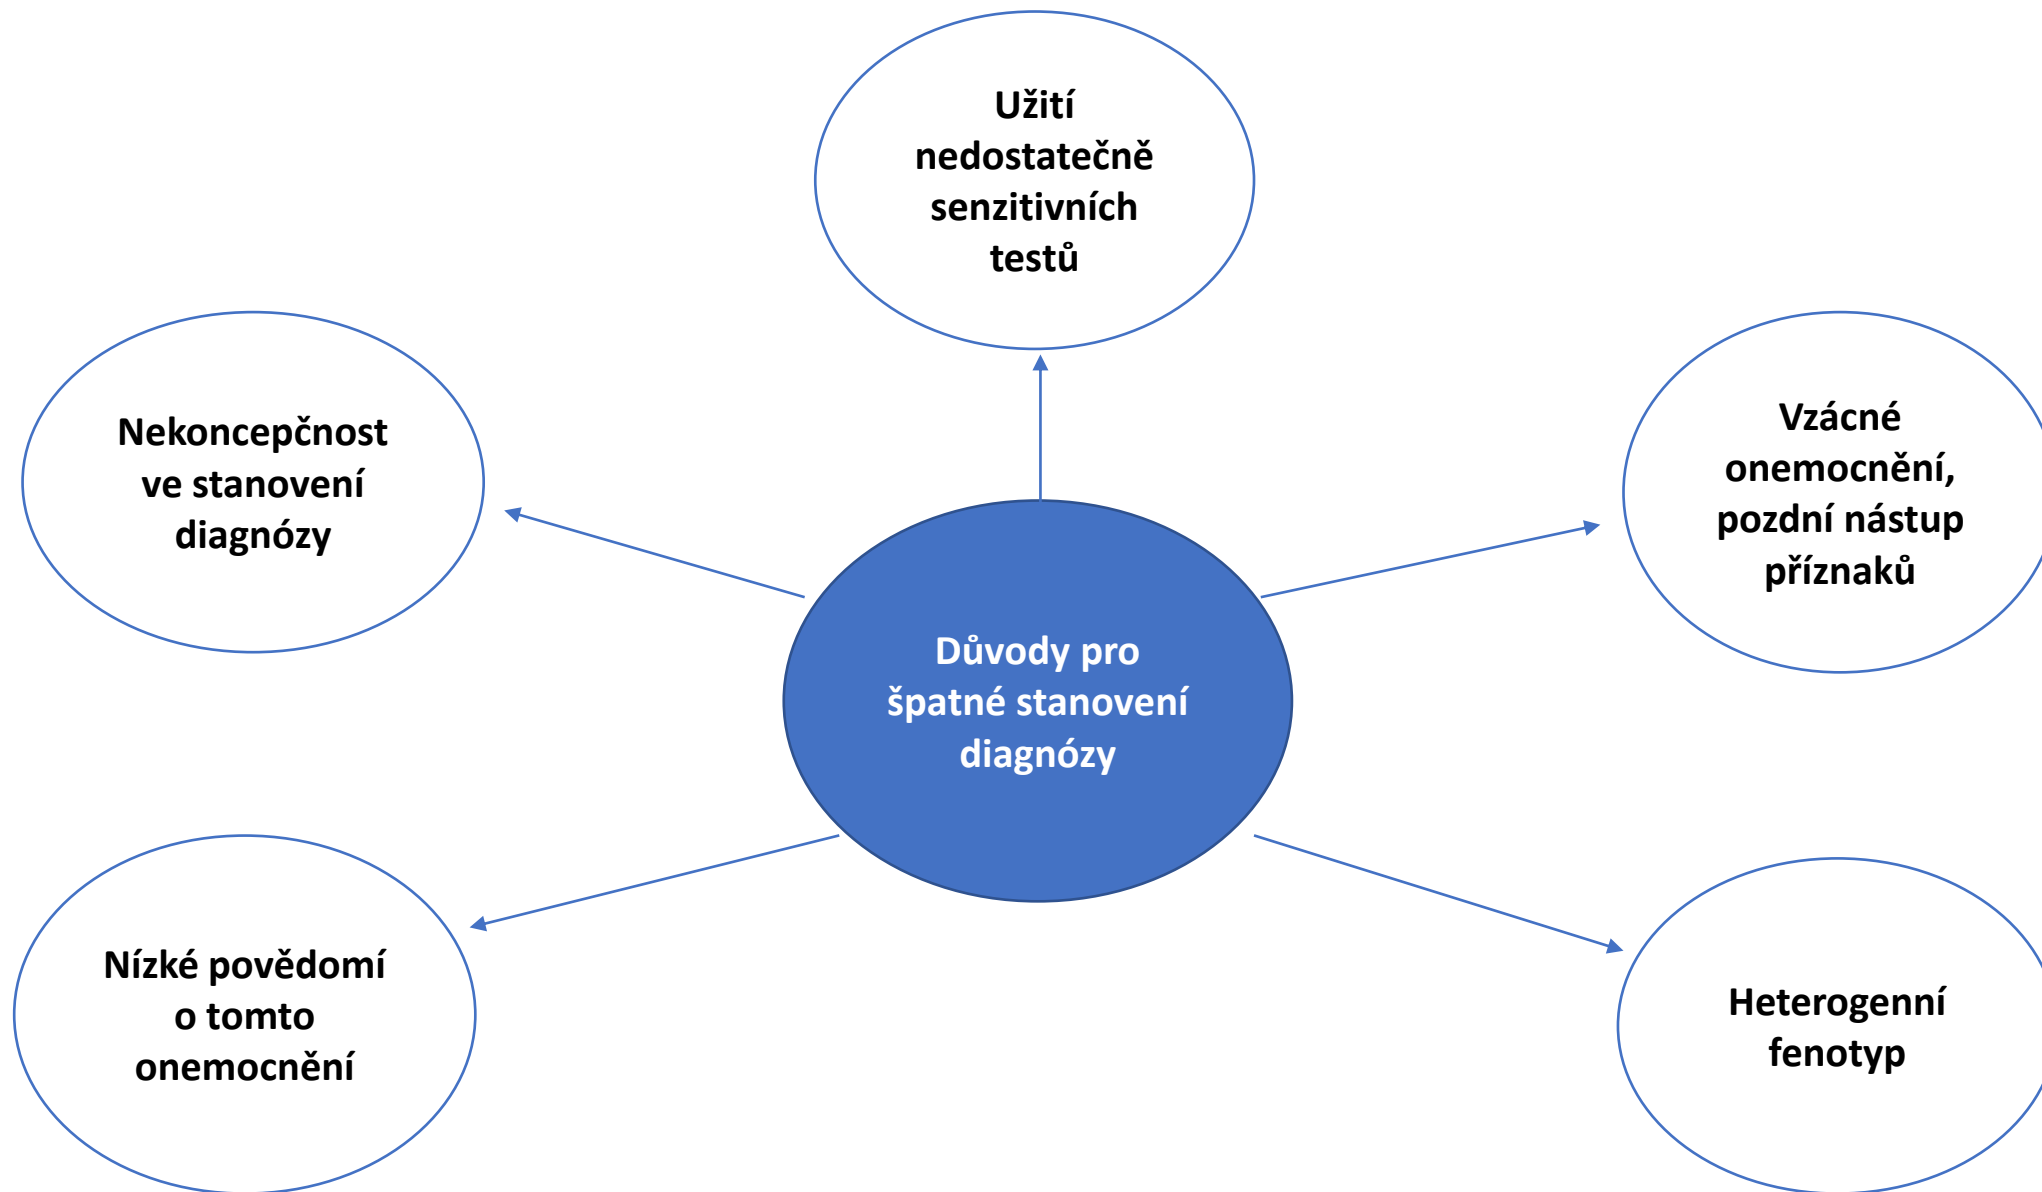 Užití
nedostatečně
senzitivních
testů
Nekoncepčnost
ve stanovení
diagnózy
Vzácné
onemocnění,
pozdní nástup
příznaků
Důvody pro
špatné stanovení
diagnózy
Nízké povědomí
o tomto
onemocnění
Heterogenní
fenotyp